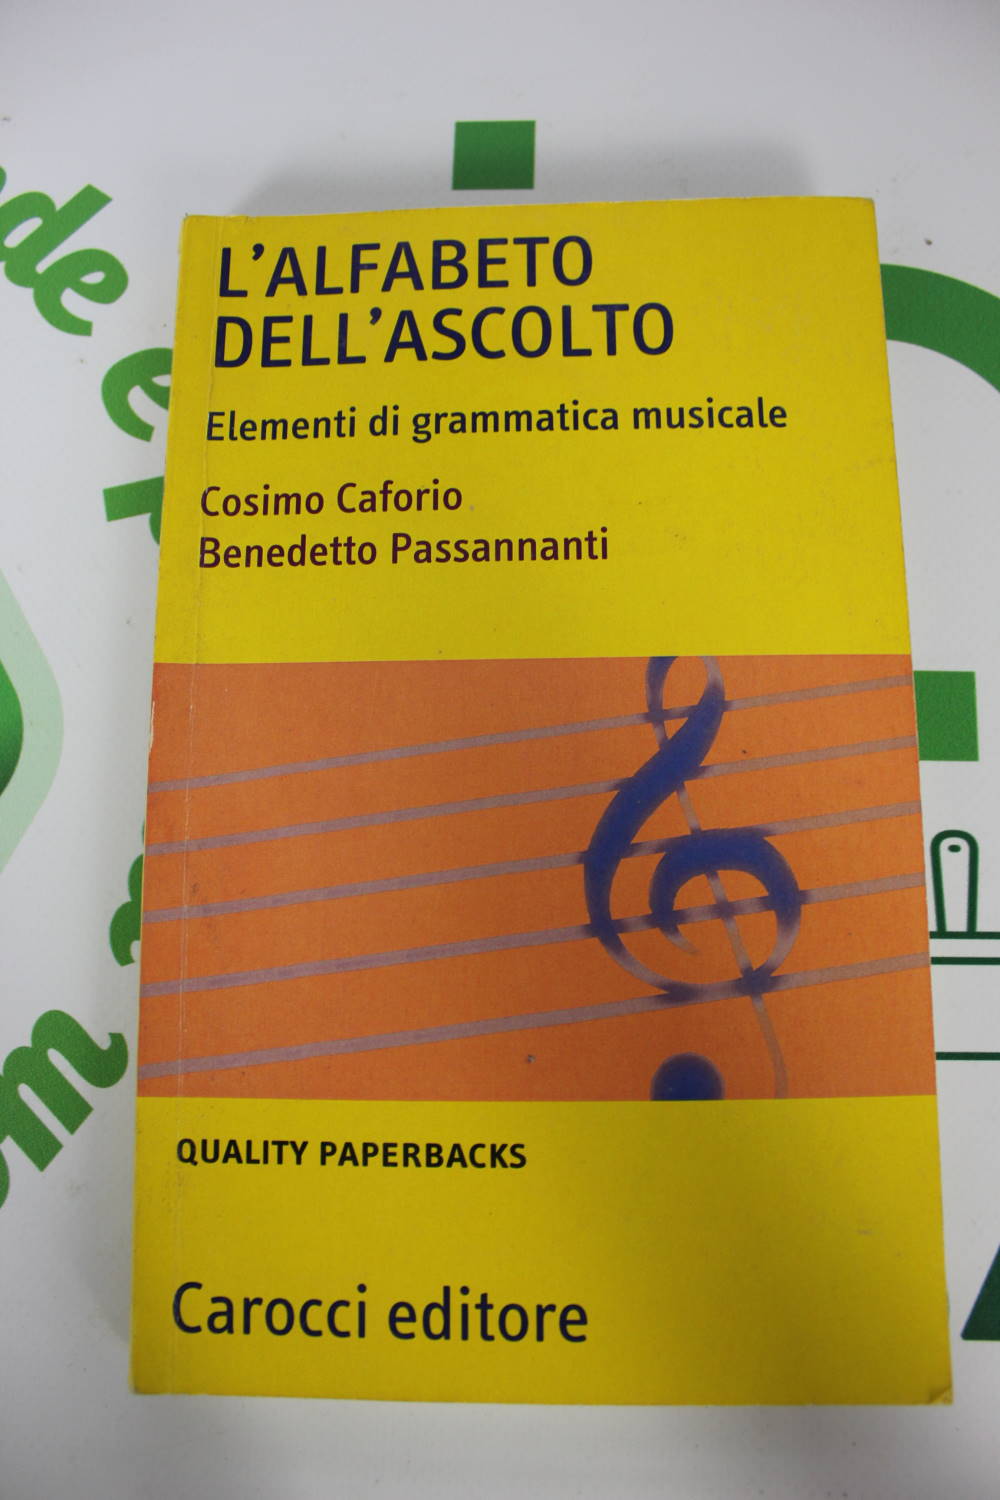 L'ALFABETO
DELL'ASCOLTO
Elementi di grammatica musicale
Cosimo Caforio
Benedetto Passannanti
QUALITY PAPERBACKS
Carocci editore